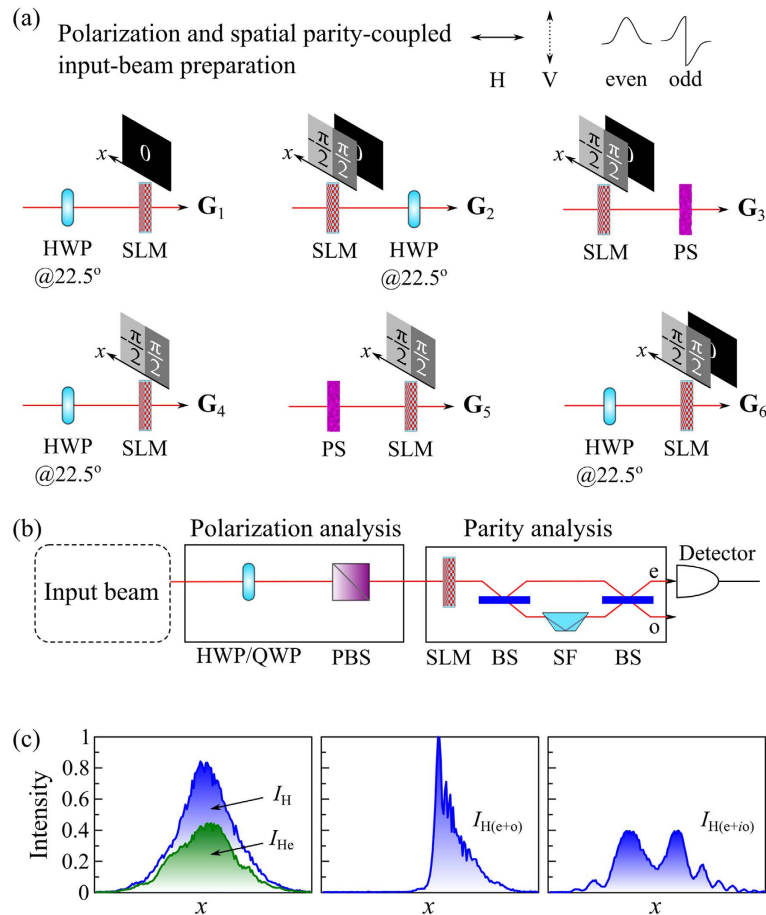 (a)
Polarization and spatial parity-coupled
input-beam preparation
H
V
even
odd
x
0
G1
HWP
@22.5º
SLM
x
-π/2
π/2
0
G2
SLM
HWP
@22.5º
x
-π/2
π/2
0
G3
SLM
PS
x
-π/2
π/2
G4
HWP
@22.5º
SLM
x
-π/2
π/2
G5
PS
SLM
x
-π/2
π/2
0
G6
HWP
@22.5º
SLM
(b)
Polarization analysis
Parity analysis
Detector
Input beam
e
o
HWP/QWP
PBS
SLM
BS
SF
BS
(c)
Intensity
1
0.8
0.6
0.4
0.2
0
IH
IHe
x
IH(e+o)
x
IH(e+io)
x